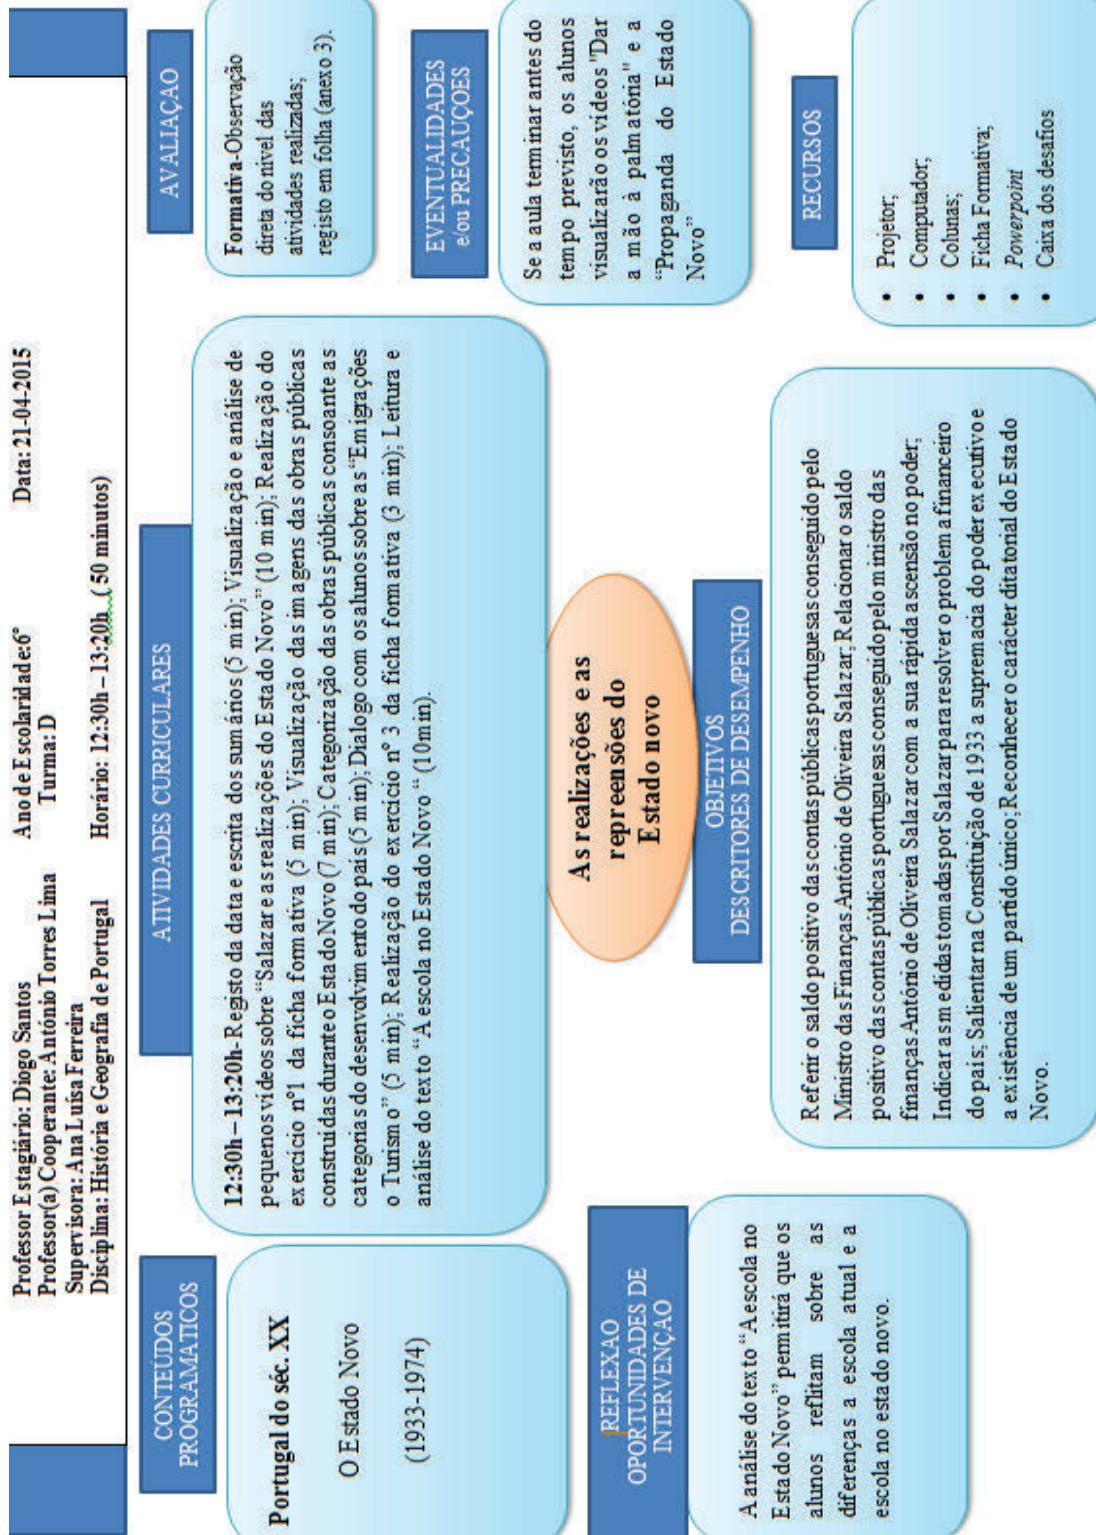 Professor Estagiário: Diogo Santos
Professor(a) Cooperante: António Torres Lima
Supervisora: Ana Luísa Ferreira
Disciplina: História e Geografia de Portugal
Ano de Escolaridade:6º
Turma: D
Horário: 12:30h – 13:20h (50 minutos)
Data: 21-04-2015
CONTEÚDOS
PROGRAMATICOS
Portugal do séc. XX
O Estado Novo
(1933-1974)
ATIVIDADES CURRICULARES
12:30h – 13:20h- Registo da data e escrita dos sumários (5 min); Visualização e análise de
pequenos vídeos sobre “Salazar e as realizações do Estado Novo” (10 min); Realização do
exercício nº1 da ficha formativa (5 min); Visualização das imagens das obras públicas
construídas durante o Estado Novo (7 min); Categorização das obras públicas consoante as
categorias do desenvolvimento do país (5 min); Dialogo com os alunos sobre as “Emigrações
o Turismo” (5 min); Realização do exercício nº 3 da ficha formativa (3 min); Leitura e
análise do texto “A escola no Estado Novo “ (10min).
AVALIAÇAO
Formativa-Observação
direta do nível das
atividades realizadas;
registo em folha (anexo 3).
EVENTUALIDADES
e/ou PRECAUÇOES
Se a aula terminar antes do
tempo previsto, os alunos
visualizarão os vídeos "Dar
a mão à palmatória" e a
“Propaganda do Estado
Novo”
As realizações e as
repreensões do
Estado novo
REFLEXAO
OPORTUNIDADES DE
INTERVENÇAO
A análise do texto “A escola no
Estado Novo” permitirá que os
alunos reflitam sobre as
diferenças a escola atual e a
escola no estado novo.
OBJETIVOS
DESCRITORES DE DESEMPENHO
Referir o saldo positivo das contas públicas portuguesas conseguido pelo
Ministro das Finanças António de Oliveira Salazar; Relacionar o saldo
positivo das contas públicas portuguesas conseguido pelo ministro das
finanças António de Oliveira Salazar com a sua rápida ascensão no poder;
Indicar as medidas tomadas por Salazar para resolver o problema financeiro
do país; Salientar na Constituição de 1933 a supremacia do poder executivo e
a existência de um partido único; Reconhecer o carácter ditatorial do Estado
Novo.
RECURSOS
• Projetor;
• Computador;
• Colunas;
• Ficha Formativa;
• Powerpoint
• Caixa dos desafios